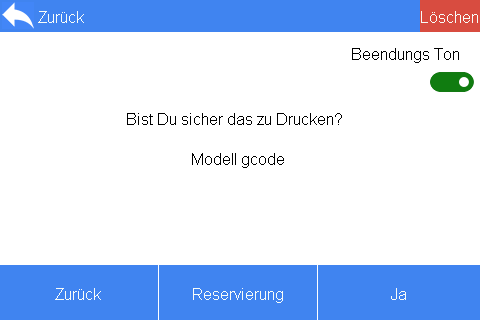 Zurück
Löschen
Beendungs Ton
Bist Du sicher das zu Drucken?
Modell gcode
Zurück
Reservierung
Ja